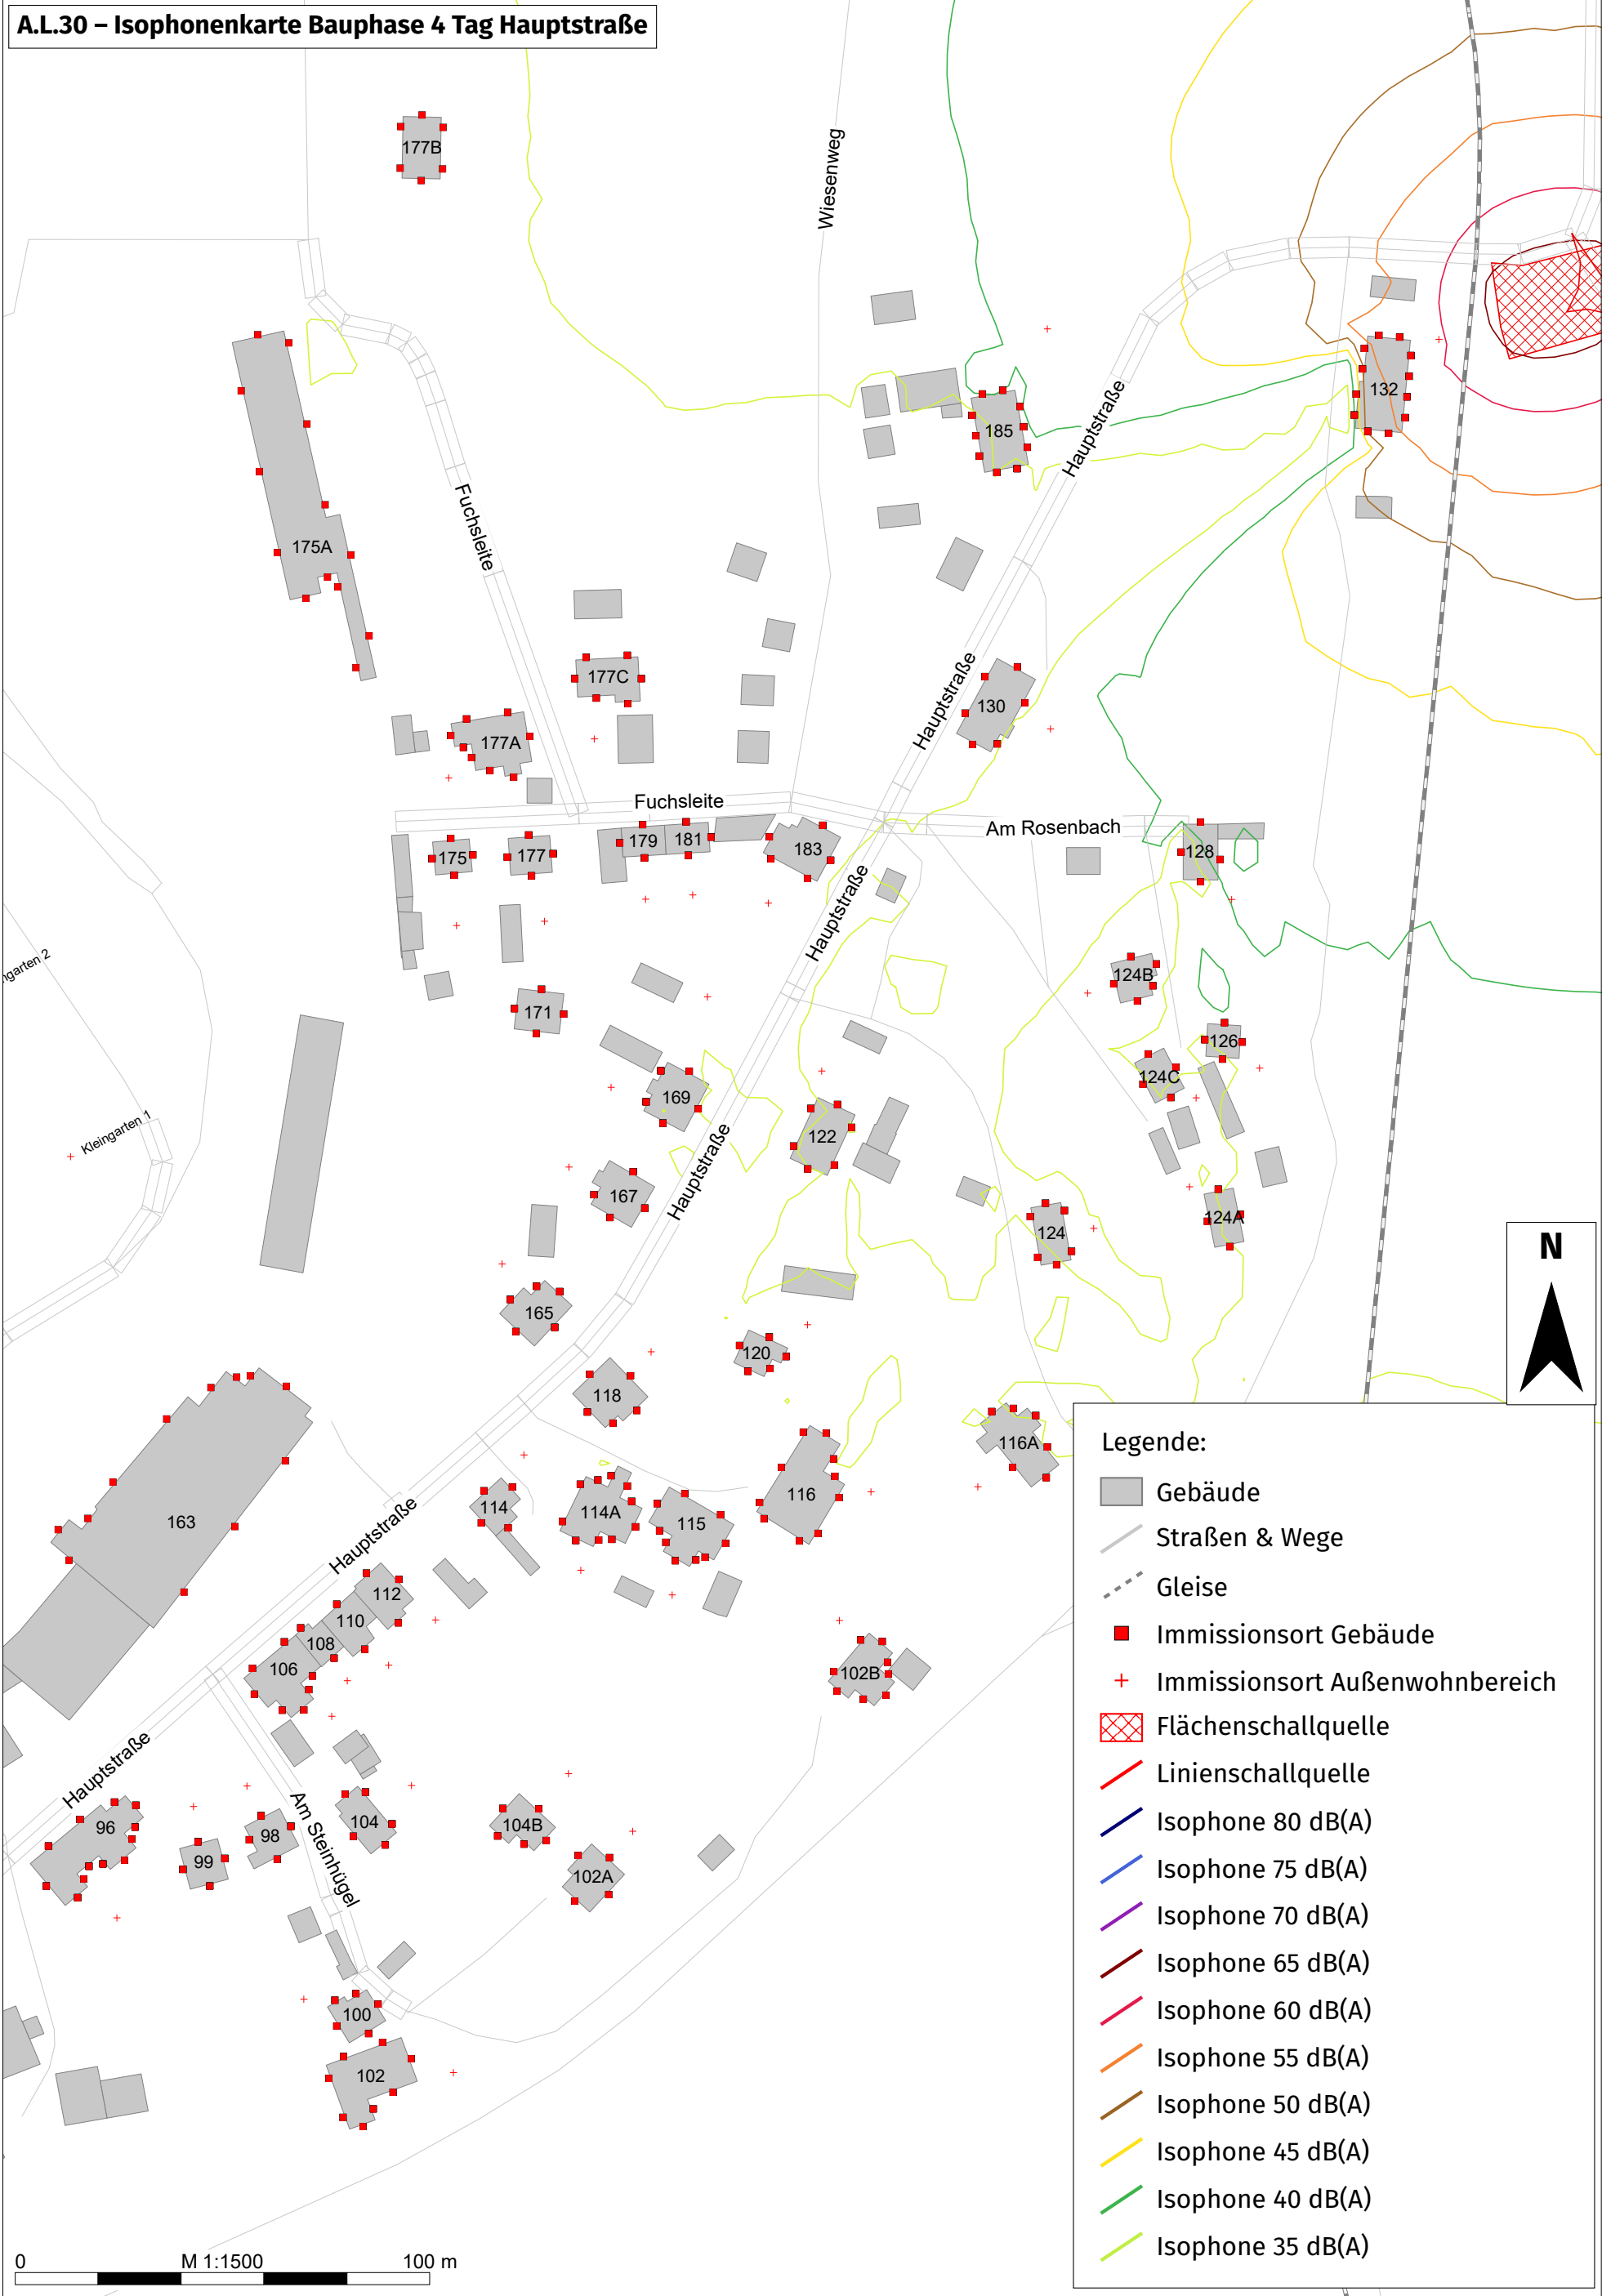 A.L.30 – Isophonenkarte Bauphase 4 Tag Hauptstraße
177B
Wiesenweg
132
Hauptstraße
185
Fuchsleite
175A
177C
130
Hauptstraße
177A
Fuchsleite
Am Rosenbach
179
181
183
128
175
177
Hauptstraße
ngarten 2
124B
171
126
124C
169
Kleingarten 1
122
Hauptstraße
167
124A
124
N
165
120
118
116A
Legende:
116
114
114A
115
163
Hauptstraße
112
110
108
106
102B
Hauptstraße
Am Steinhügel
96
98
104
104B
99
102A
100
102
Gebäude
Straßen & Wege
Gleise
Immissionsort Gebäude
Immissionsort Außenwohnbereich
Flächenschallquelle
Linienschallquelle
Isophone 80 dB(A)
Isophone 75 dB(A)
Isophone 70 dB(A)
Isophone 65 dB(A)
Isophone 60 dB(A)
Isophone 55 dB(A)
Isophone 50 dB(A)
Isophone 45 dB(A)
Isophone 40 dB(A)
Isophone 35 dB(A)
0 M 1:1500 100 m